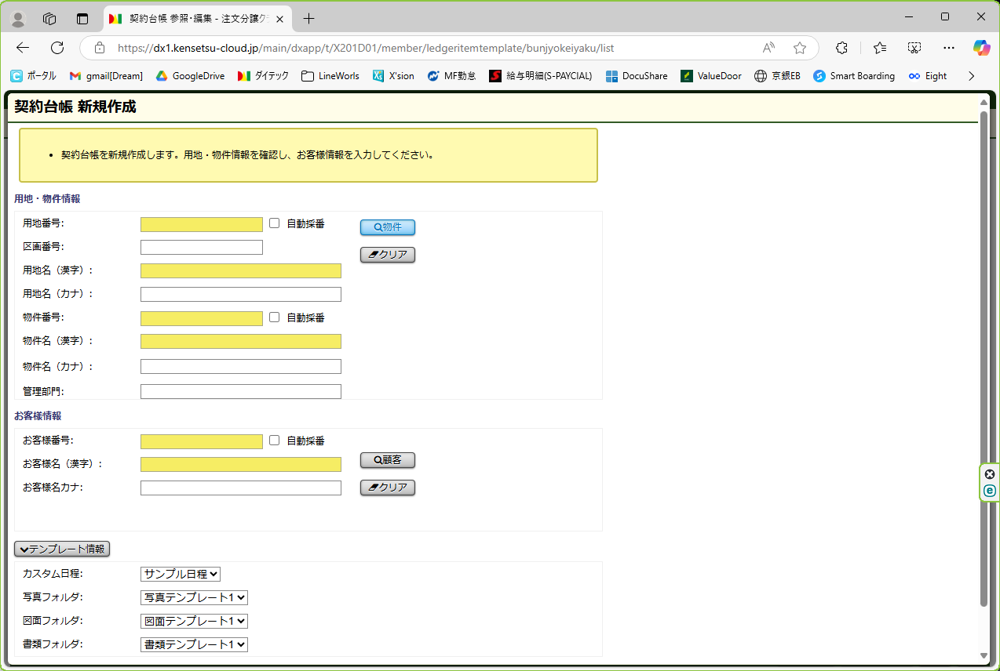 契約台帳 参照･編集 - 注文分譲ク
https://dx1.kensetsu-cloud.jp/main/dxapp/t/X201D01/member/ledgeritemtemplate/bunjyokeiyaku/list
ポータル gmail[Dream] GoogleDrive ダイテック LineWorls X'sion MF勤怠 給与明細(S-PAYCIAL) DocuShare ValueDoor 京銀EB Smart Boarding Eight
契約台帳 新規作成
• 契約台帳を新規作成します。用地・物件情報を確認し、お客様情報を入力してください。
用地・物件情報
用地番号: 自動採番 物件
区画番号: クリア
用地名（漢字）:
用地名（カナ）:
物件番号: 自動採番
物件名（漢字）:
物件名（カナ）:
管理部門:
お客様情報
お客様番号: 自動採番
お客様名（漢字）: 顧客
お客様名カナ: クリア
テンプレート情報
カスタム日程: サンプル日程
写真フォルダ: 写真テンプレート1
図面フォルダ: 図面テンプレート1
書類フォルダ: 書類テンプレート1